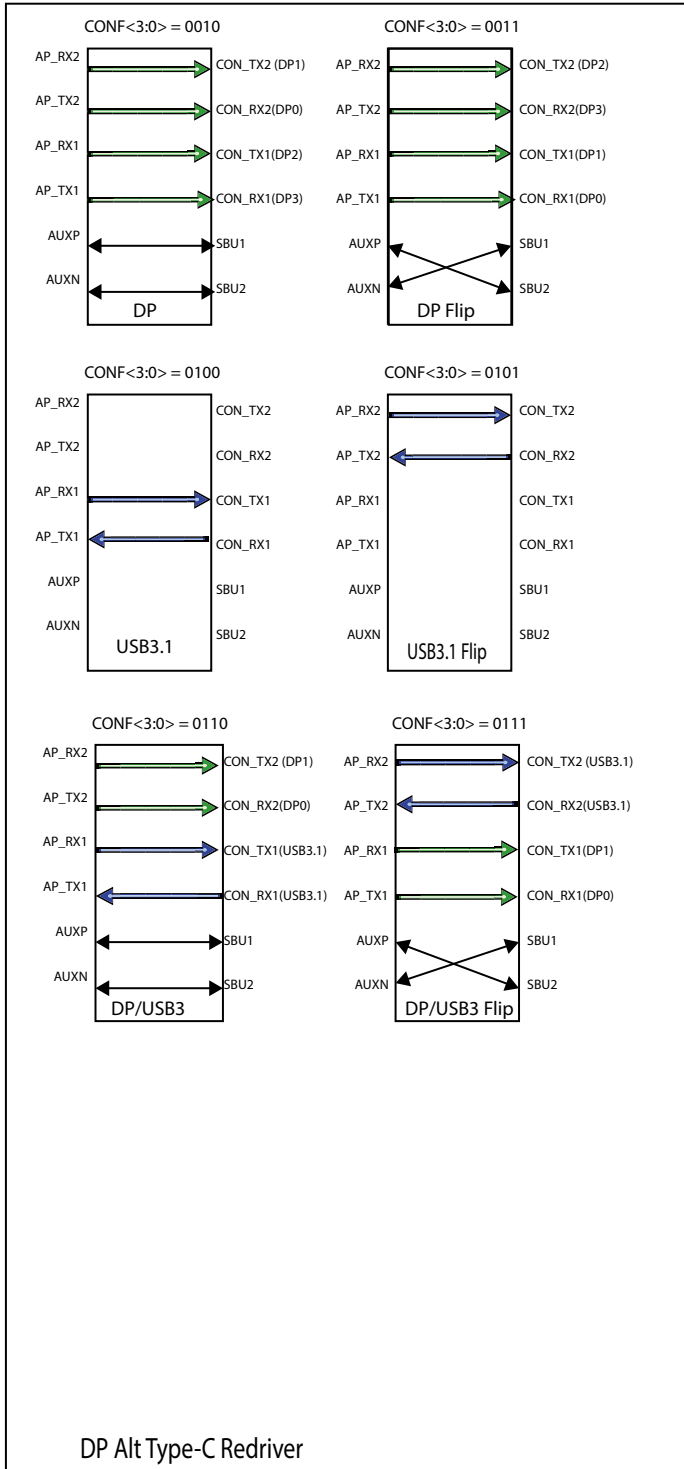 CONF<3:0> = 0010
AP_RX2 CON_TX2 (DP1)
AP_TX2 CON_RX2(DP0)
AP_RX1 CON_TX1(DP2)
AP_TX1 CON_RX1(DP3)
AUXP SBU1
AUXN SBU2
DP
CONF<3:0> = 0011
AP_RX2 CON_TX2 (DP2)
AP_TX2 CON_RX2(DP3)
AP_RX1 CON_TX1(DP1)
AP_TX1 CON_RX1(DP0)
AUXP SBU1
AUXN SBU2
DP Flip
CONF<3:0> = 0100
AP_RX2 CON_TX2
AP_TX2 CON_RX2
AP_RX1 CON_TX1
AP_TX1 CON_RX1
AUXP SBU1
AUXN SBU2
USB3.1
CONF<3:0> = 0101
AP_RX2 CON_TX2
AP_TX2 CON_RX2
AP_RX1 CON_TX1
AP_TX1 CON_RX1
AUXP SBU1
AUXN SBU2
USB3.1 Flip
CONF<3:0> = 0110
AP_RX2 CON_TX2 (DP1)
AP_TX2 CON_RX2(DP0)
AP_RX1 CON_TX1(USB3.1)
AP_TX1 CON_RX1(USB3.1)
AUXP SBU1
AUXN SBU2
DP/USB3
CONF<3:0> = 0111
AP_RX2 CON_TX2 (USB3.1)
AP_TX2 CON_RX2(USB3.1)
AP_RX1 CON_TX1(DP1)
AP_TX1 CON_RX1(DP0)
AUXP SBU1
AUXN SBU2
DP/USB3 Flip
DP Alt Type-C Redriver